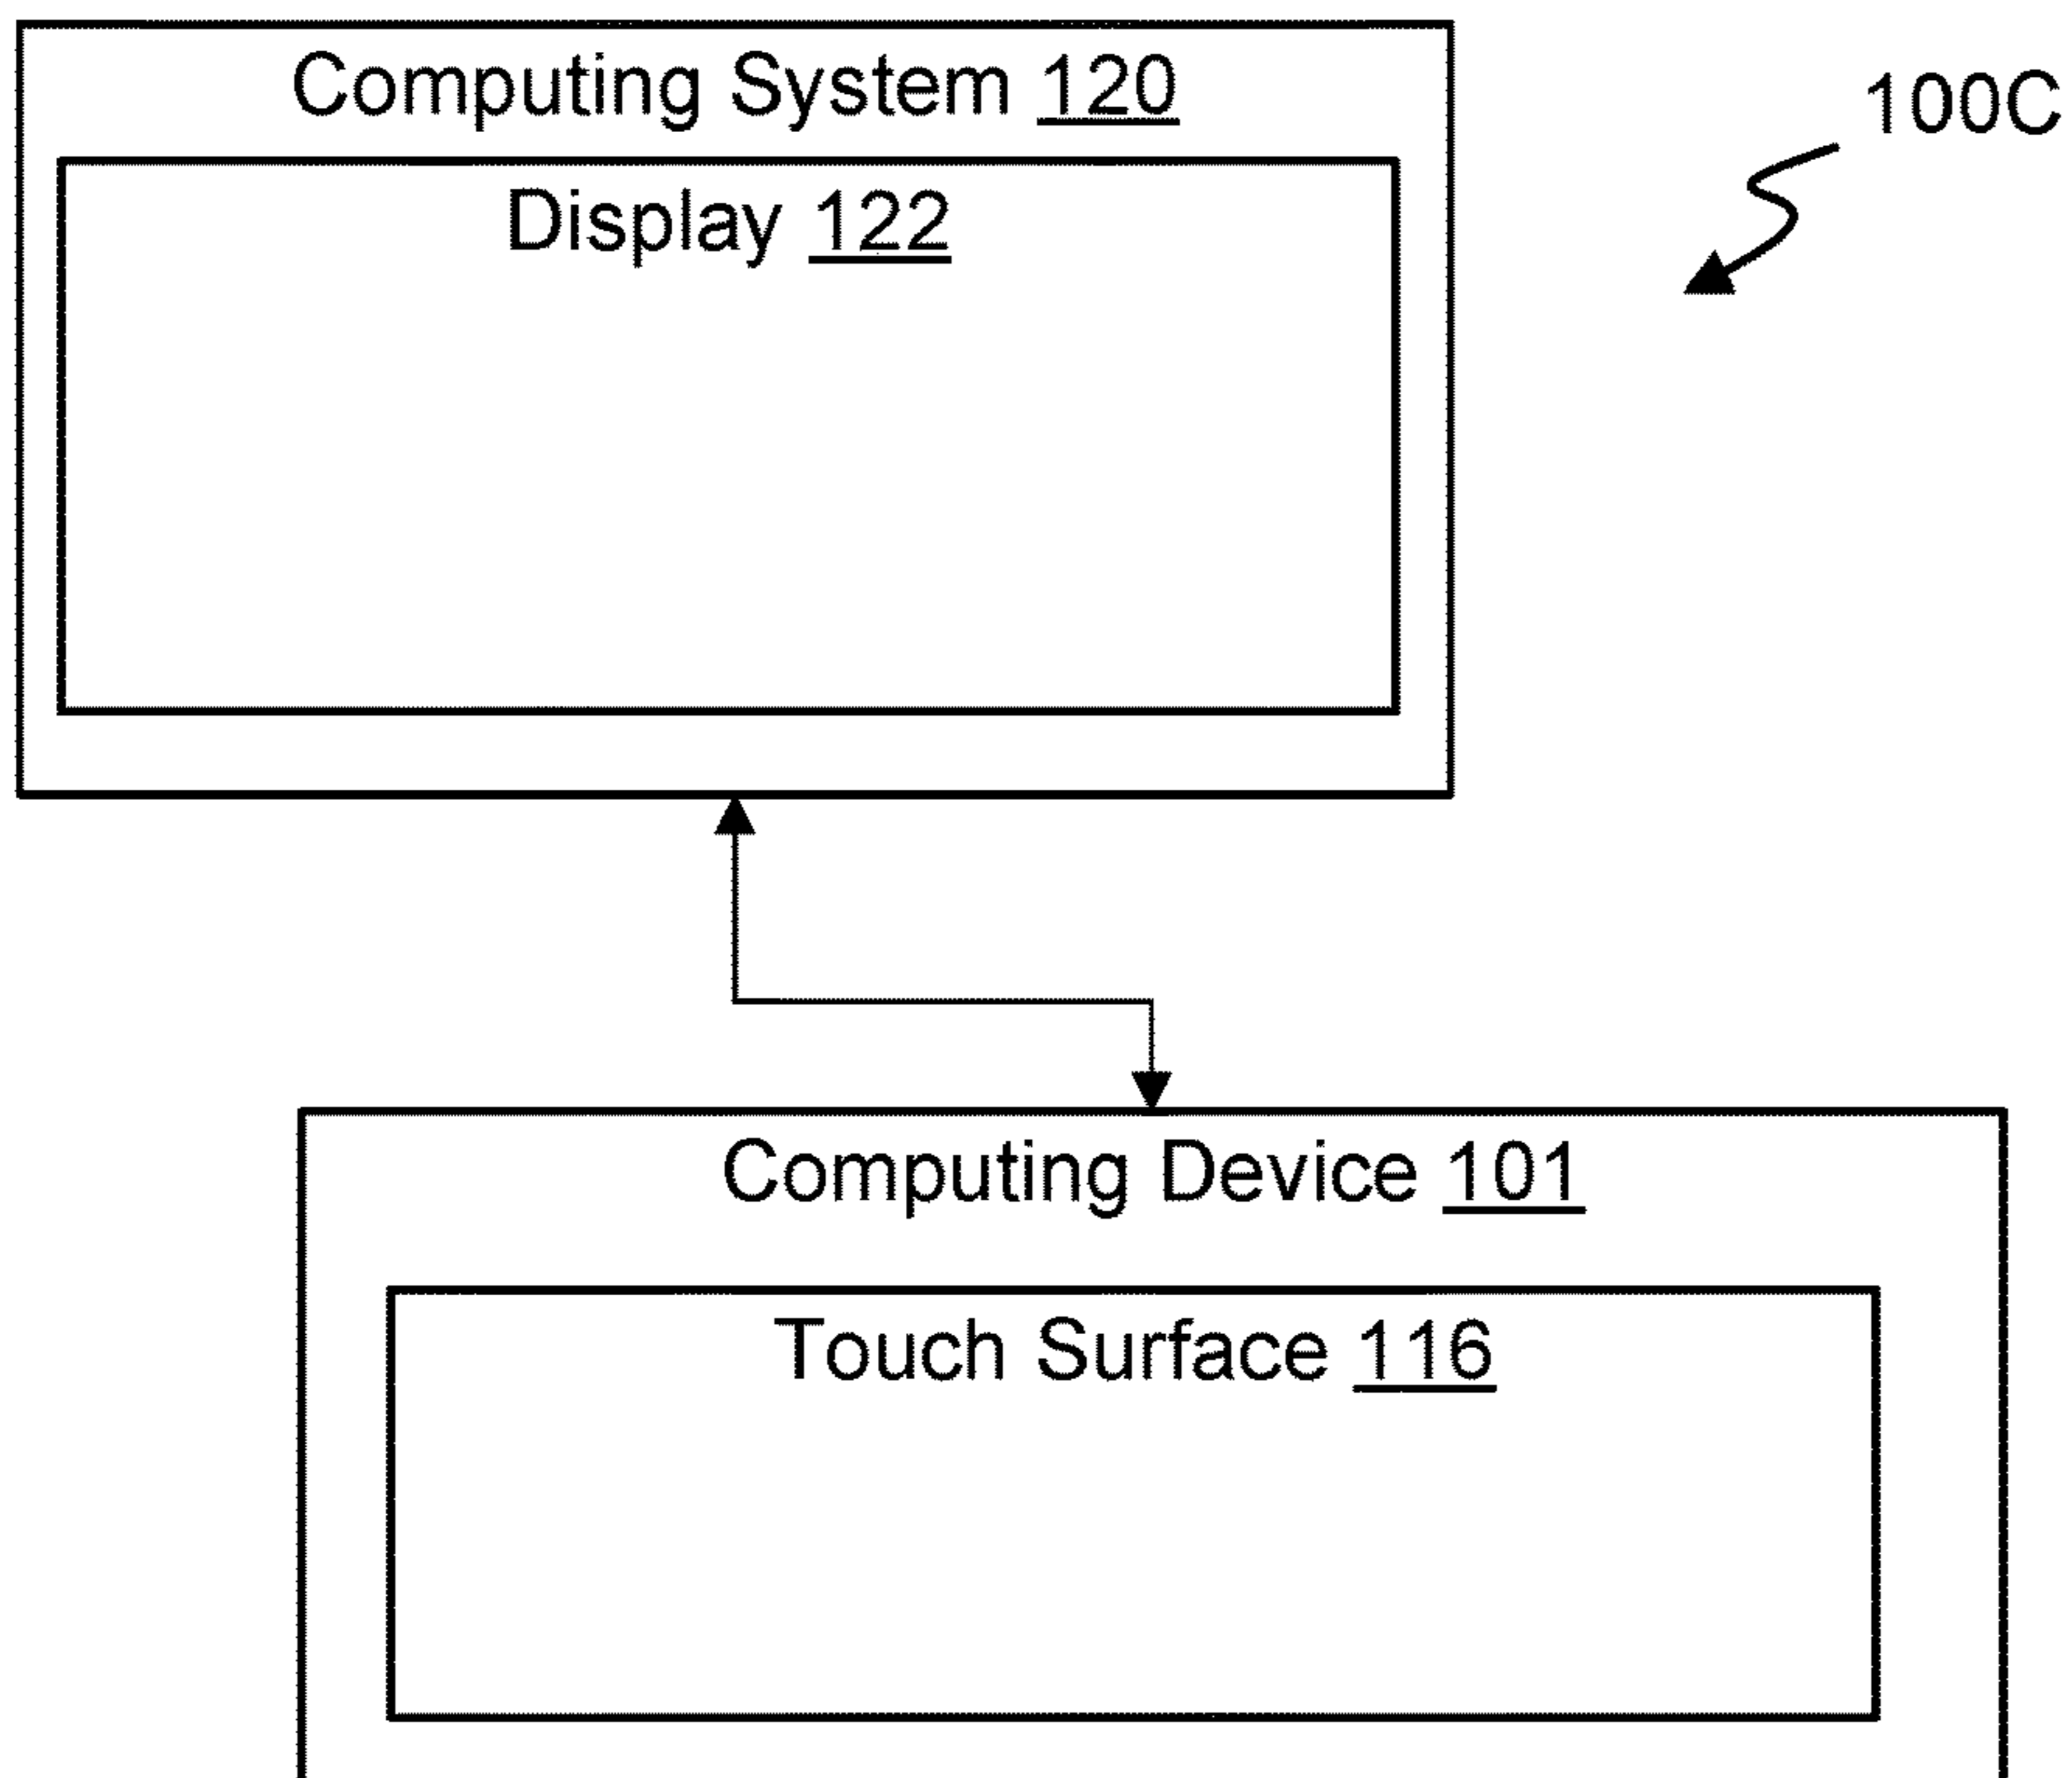 Computing System 120
100C
Display 122
Computing Device 101
Touch Surface 116